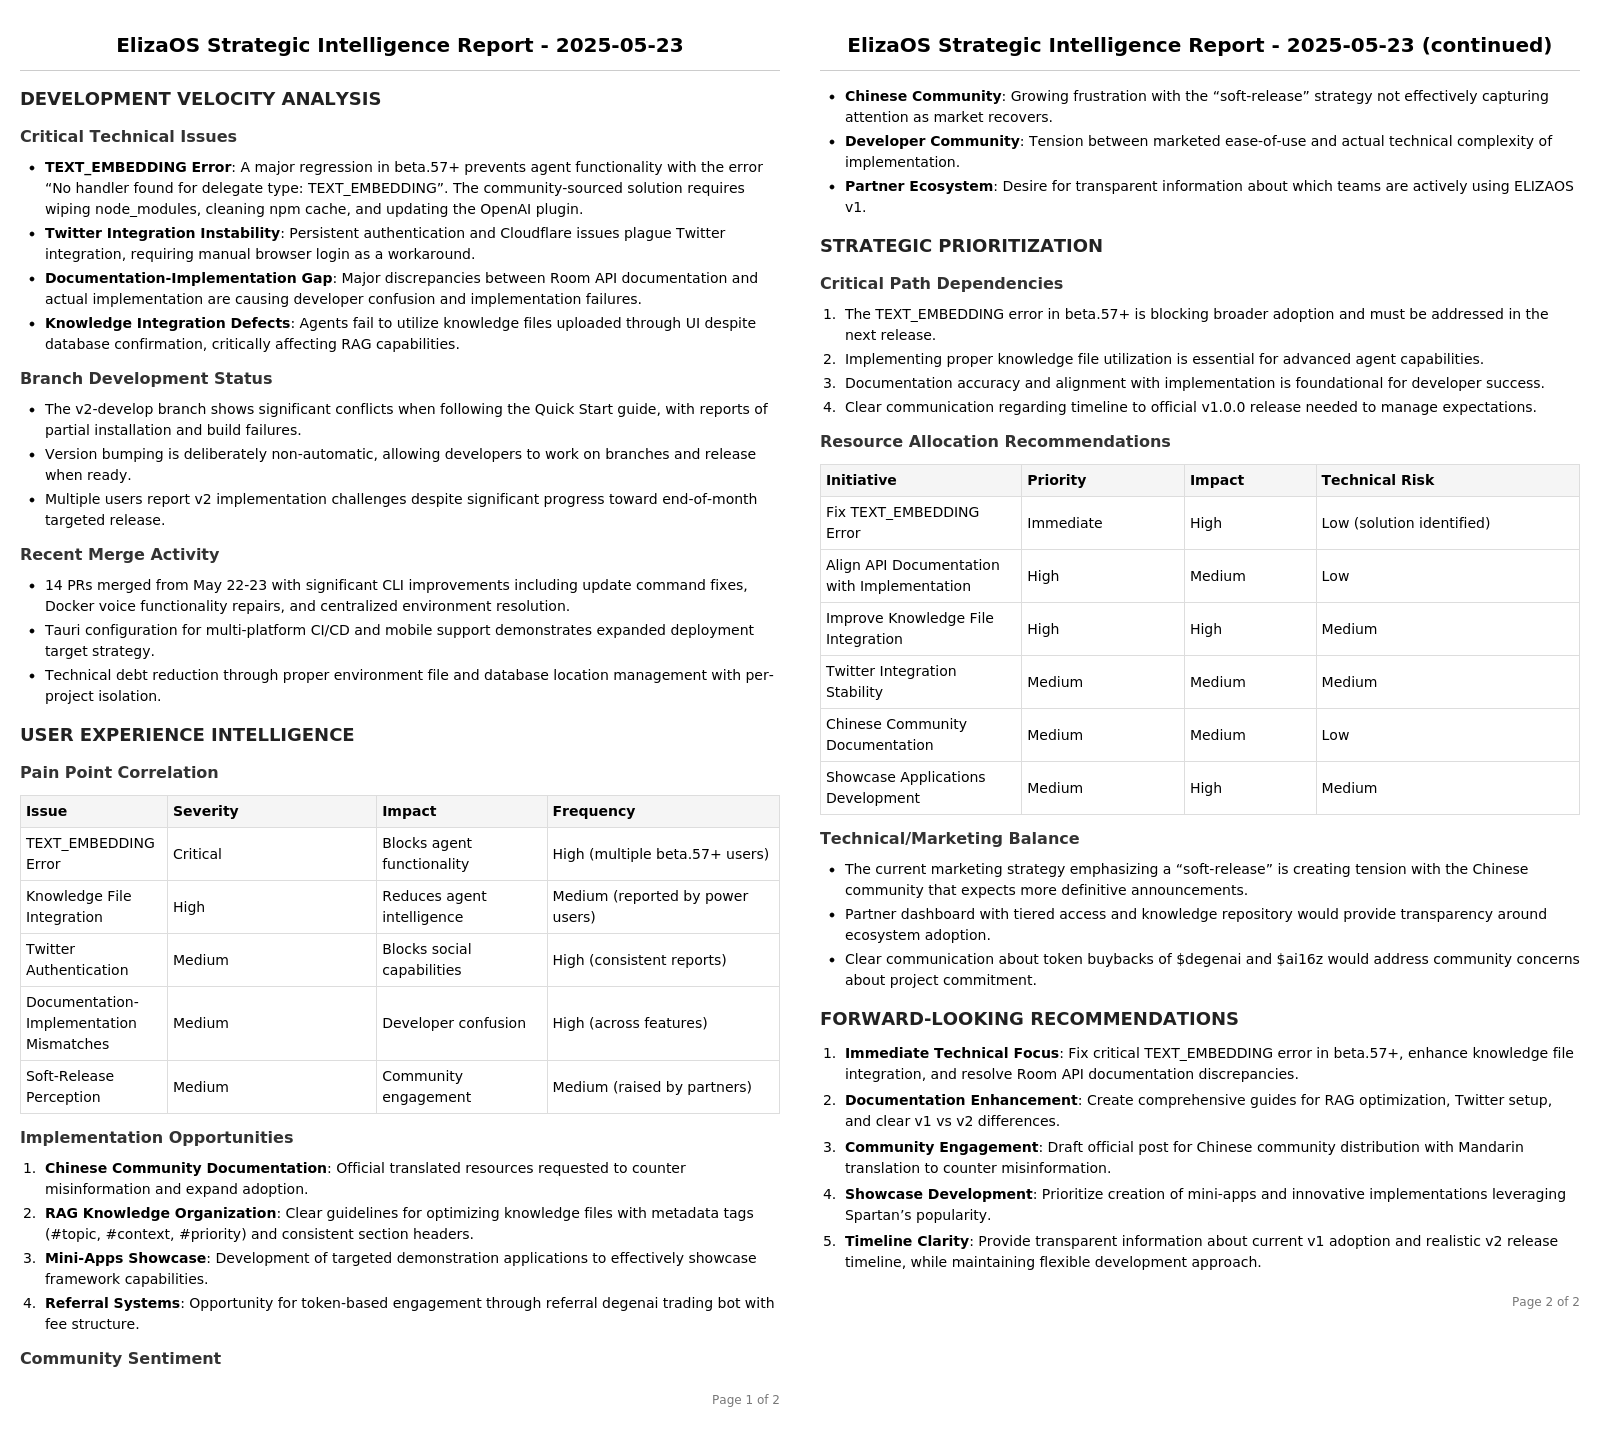 ElizaOS Strategic Intelligence Report - 2025-05-23
DEVELOPMENT VELOCITY ANALYSIS
Critical Technical Issues
• TEXT_EMBEDDING Error: A major regression in beta.57+ prevents agent functionality with the error
“No handler found for delegate type: TEXT_EMBEDDING”. The community-sourced solution requires
wiping node_modules, cleaning npm cache, and updating the OpenAI plugin.
• Twitter Integration Instability: Persistent authentication and Cloudflare issues plague Twitter
integration, requiring manual browser login as a workaround.
• Documentation-Implementation Gap: Major discrepancies between Room API documentation and
actual implementation are causing developer confusion and implementation failures.
• Knowledge Integration Defects: Agents fail to utilize knowledge files uploaded through UI despite
database confirmation, critically affecting RAG capabilities.
Branch Development Status
• The v2-develop branch shows significant conflicts when following the Quick Start guide, with reports of
partial installation and build failures.
• Version bumping is deliberately non-automatic, allowing developers to work on branches and release
when ready.
• Multiple users report v2 implementation challenges despite significant progress toward end-of-month
targeted release.
Recent Merge Activity
• 14 PRs merged from May 22-23 with significant CLI improvements including update command fixes,
Docker voice functionality repairs, and centralized environment resolution.
• Tauri configuration for multi-platform CI/CD and mobile support demonstrates expanded deployment
target strategy.
• Technical debt reduction through proper environment file and database location management with per-
project isolation.
USER EXPERIENCE INTELLIGENCE
Pain Point Correlation
Issue Severity Impact Frequency
TEXT_EMBEDDING Error Critical Blocks agent functionality High (multiple beta.57+ users)
Knowledge File Integration High Reduces agent intelligence Medium (reported by power users)
Twitter Authentication Medium Blocks social capabilities High (consistent reports)
Documentation-Implementation Mismatches Medium Developer confusion High (across features)
Soft-Release Perception Medium Community engagement Medium (raised by partners)
Implementation Opportunities
1. Chinese Community Documentation: Official translated resources requested to counter
misinformation and expand adoption.
2. RAG Knowledge Organization: Clear guidelines for optimizing knowledge files with metadata tags
(#topic, #context, #priority) and consistent section headers.
3. Mini-Apps Showcase: Development of targeted demonstration applications to effectively showcase
framework capabilities.
4. Referral Systems: Opportunity for token-based engagement through referral degenai trading bot with
fee structure.
Community Sentiment
Page 1 of 2
ElizaOS Strategic Intelligence Report - 2025-05-23 (continued)
• Chinese Community: Growing frustration with the “soft-release” strategy not effectively capturing
attention as market recovers.
• Developer Community: Tension between marketed ease-of-use and actual technical complexity of
implementation.
• Partner Ecosystem: Desire for transparent information about which teams are actively using ELIZAOS
v1.
STRATEGIC PRIORITIZATION
Critical Path Dependencies
1. The TEXT_EMBEDDING error in beta.57+ is blocking broader adoption and must be addressed in the
next release.
2. Implementing proper knowledge file utilization is essential for advanced agent capabilities.
3. Documentation accuracy and alignment with implementation is foundational for developer success.
4. Clear communication regarding timeline to official v1.0.0 release needed to manage expectations.
Resource Allocation Recommendations
Initiative Priority Impact Technical Risk
Fix TEXT_EMBEDDING Error Immediate High Low (solution identified)
Align API Documentation with Implementation High Medium Low
Improve Knowledge File Integration High High Medium
Twitter Integration Stability Medium Medium Medium
Chinese Community Documentation Medium Medium Low
Showcase Applications Development Medium High Medium
Technical/Marketing Balance
• The current marketing strategy emphasizing a “soft-release” is creating tension with the Chinese
community that expects more definitive announcements.
• Partner dashboard with tiered access and knowledge repository would provide transparency around
ecosystem adoption.
• Clear communication about token buybacks of $degenai and $ai16z would address community concerns
about project commitment.
FORWARD-LOOKING RECOMMENDATIONS
1. Immediate Technical Focus: Fix critical TEXT_EMBEDDING error in beta.57+, enhance knowledge file
integration, and resolve Room API documentation discrepancies.
2. Documentation Enhancement: Create comprehensive guides for RAG optimization, Twitter setup,
and clear v1 vs v2 differences.
3. Community Engagement: Draft official post for Chinese community distribution with Mandarin
translation to counter misinformation.
4. Showcase Development: Prioritize creation of mini-apps and innovative implementations leveraging
Spartan’s popularity.
5. Timeline Clarity: Provide transparent information about current v1 adoption and realistic v2 release
timeline, while maintaining flexible development approach.
Page 2 of 2